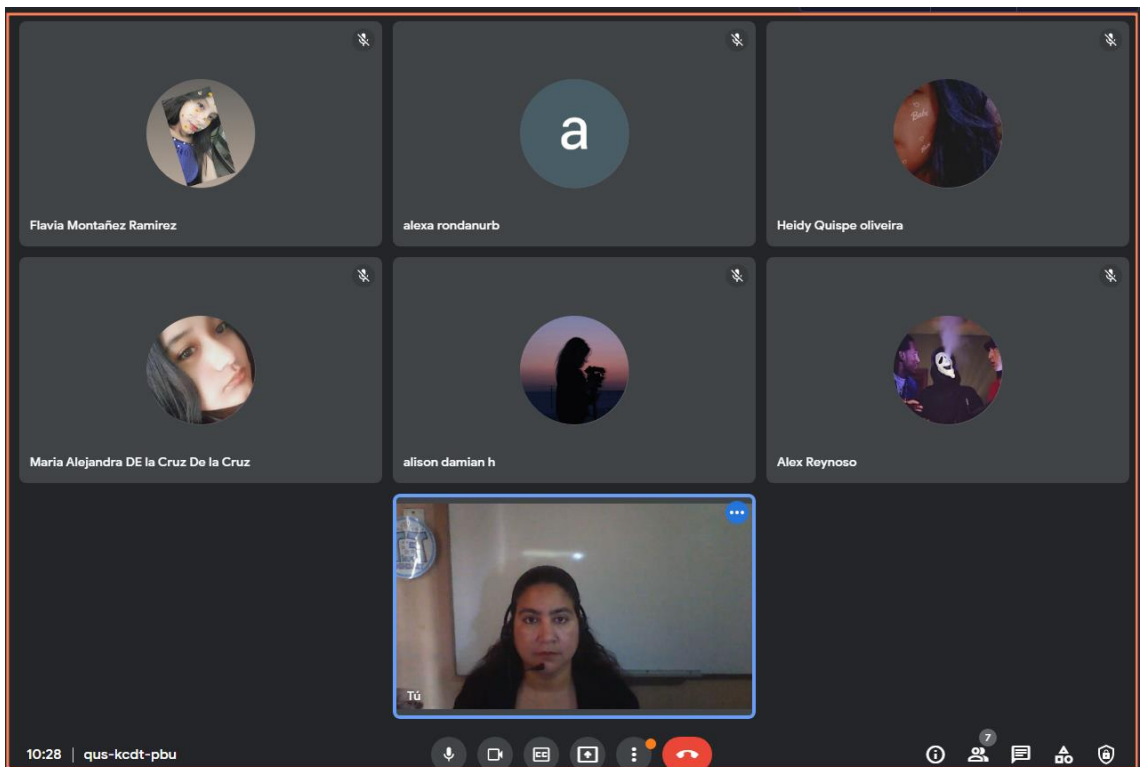 Flavia Montañez Ramirez
a
alexa rondanurb
Heidy Quispe oliveira
Maria Alejandra DE la Cruz De la Cruz
alison damian h
Alex Reynoso
Tú
10:28 | qus-kcdt-pbu
CC
7